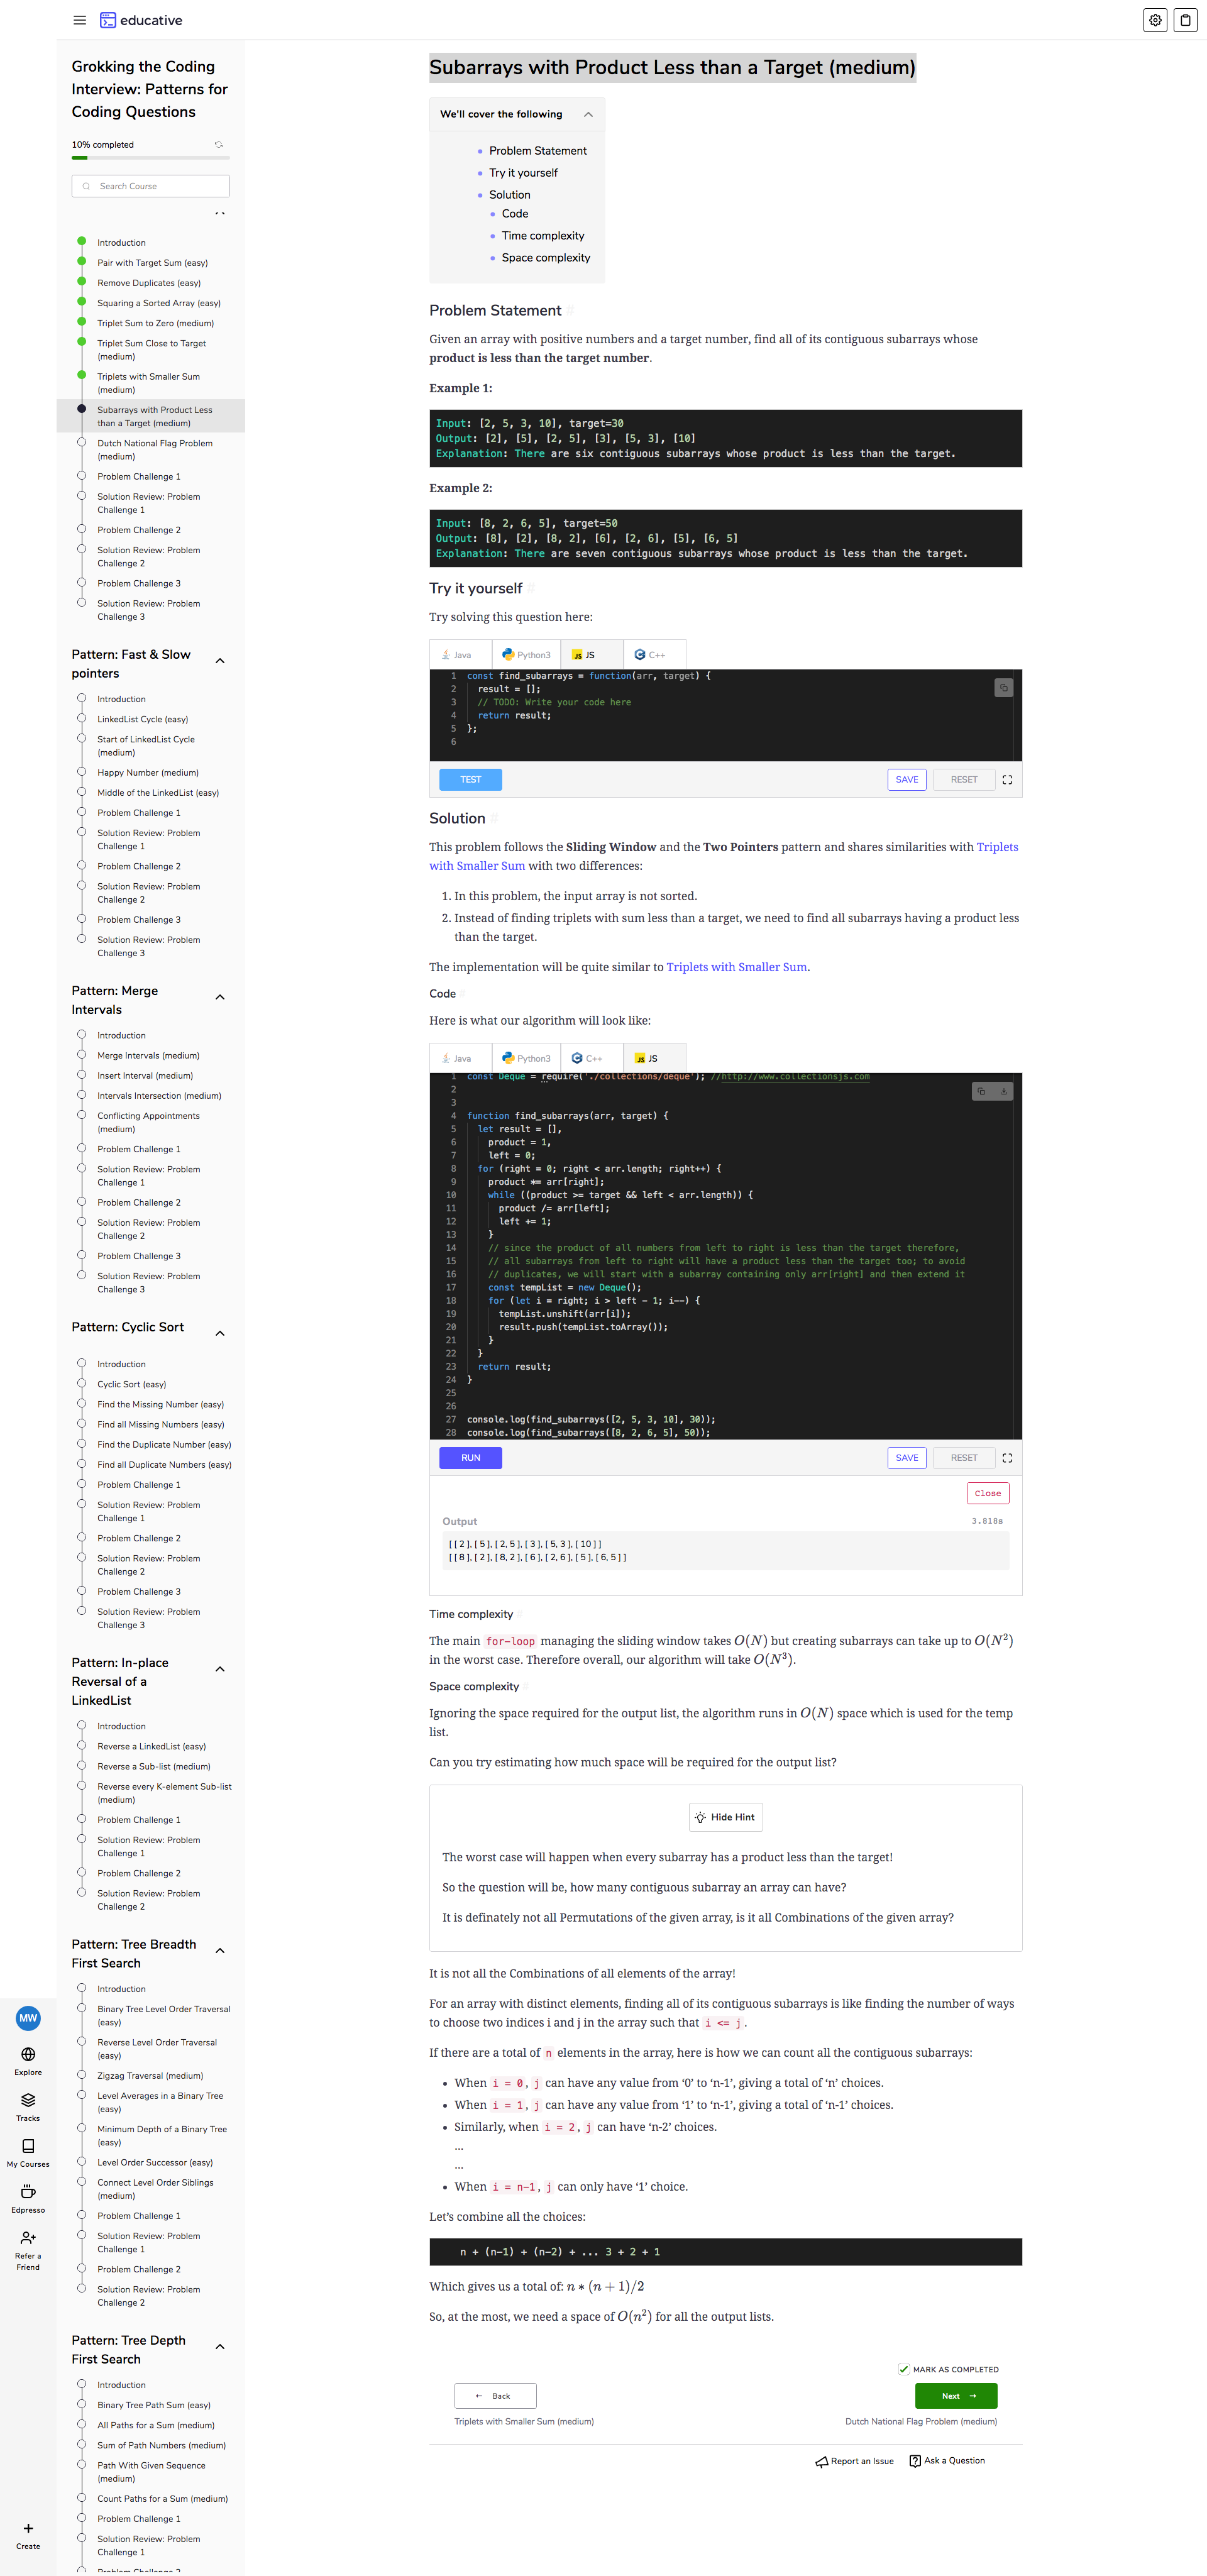 educative
Grokking the Coding
Interview: Patterns for
Coding Questions
10% completed
Search Course
Introduction
Pair with Target Sum (easy)
Remove Duplicates (easy)
Squaring a Sorted Array (easy)
Triplet Sum to Zero (medium)
Triplet Sum Close to Target
(medium)
Triplets with Smaller Sum
(medium)
Subarrays with Product Less
than a Target (medium)
Dutch National Flag Problem
(medium)
Problem Challenge 1
Solution Review: Problem
Challenge 1
Problem Challenge 2
Solution Review: Problem
Challenge 2
Problem Challenge 3
Solution Review: Problem
Challenge 3
Pattern: Fast & Slow
pointers
Introduction
LinkedList Cycle (easy)
Start of LinkedList Cycle
(medium)
Happy Number (medium)
Middle of the LinkedList (easy)
Problem Challenge 1
Solution Review: Problem
Challenge 1
Problem Challenge 2
Solution Review: Problem
Challenge 2
Problem Challenge 3
Solution Review: Problem
Challenge 3
Pattern: Merge
Intervals
Introduction
Merge Intervals (medium)
Insert Interval (medium)
Intervals Intersection (medium)
Conflicting Appointments
(medium)
Problem Challenge 1
Solution Review: Problem
Challenge 1
Problem Challenge 2
Solution Review: Problem
Challenge 2
Problem Challenge 3
Solution Review: Problem
Challenge 3
Pattern: Cyclic Sort
Introduction
Cyclic Sort (easy)
Find the Missing Number (easy)
Find all Missing Numbers (easy)
Find the Duplicate Number (easy)
Find all Duplicate Numbers (easy)
Problem Challenge 1
Solution Review: Problem
Challenge 1
Problem Challenge 2
Solution Review: Problem
Challenge 2
Problem Challenge 3
Solution Review: Problem
Challenge 3
Pattern: In-place
Reversal of a
LinkedList
Introduction
Reverse a LinkedList (easy)
Reverse a Sub-list (medium)
Reverse every K-element Sub-list
(medium)
Problem Challenge 1
Solution Review: Problem
Challenge 1
Problem Challenge 2
Solution Review: Problem
Challenge 2
Pattern: Tree Breadth
First Search
Introduction
Binary Tree Level Order Traversal
(easy)
Reverse Level Order Traversal
(easy)
Zigzag Traversal (medium)
Level Averages in a Binary Tree
(easy)
Minimum Depth of a Binary Tree
(easy)
Level Order Successor (easy)
Connect Level Order Siblings
(medium)
Problem Challenge 1
Solution Review: Problem
Challenge 1
Problem Challenge 2
Solution Review: Problem
Challenge 2
Pattern: Tree Depth
First Search
Introduction
Binary Tree Path Sum (easy)
All Paths for a Sum (medium)
Sum of Path Numbers (medium)
Path With Given Sequence
(medium)
Count Paths for a Sum (medium)
Problem Challenge 1
Solution Review: Problem
Challenge 1
Problem Challenge 2
MW
Explore
Tracks
My Courses
Edpresso
Refer a
Friend
Create
Subarrays with Product Less than a Target (medium)
We'll cover the following
Problem Statement
Try it yourself
Solution
Code
Time complexity
Space complexity
Problem Statement #
Given an array with positive numbers and a target number, find all of its contiguous subarrays whose
product is less than the target number.
Example 1:
Input: [2, 5, 3, 10], target=30
Output: [2], [5], [2, 5], [3], [5, 3], [10]
Explanation: There are six contiguous subarrays whose product is less than the target.
Example 2:
Input: [8, 2, 6, 5], target=50
Output: [8], [2], [8, 2], [6], [2, 6], [5], [6, 5]
Explanation: There are seven contiguous subarrays whose product is less than the target.
Try it yourself #
Try solving this question here:
Java Python3 JS JS C++
1 const find_subarrays = function(arr, target) {
2 result = [];
3 // TODO: Write your code here
4 return result;
5 };
6
TEST SAVE RESET
Solution #
This problem follows the Sliding Window and the Two Pointers pattern and shares similarities with Triplets
with Smaller Sum with two differences:
1. In this problem, the input array is not sorted.
2. Instead of finding triplets with sum less than a target, we need to find all subarrays having a product less
than the target.
The implementation will be quite similar to Triplets with Smaller Sum.
Code #
Here is what our algorithm will look like:
Java Python3 C++ JS JS
1 const Deque = require('./collections/deque'); //http://www.collectionsjs.com
2
3
4 function find_subarrays(arr, target) {
5 let result = [],
6 product = 1,
7 left = 0;
8 for (right = 0; right < arr.length; right++) {
9 product *= arr[right];
10 while ((product >= target && left < arr.length)) {
11 product /= arr[left];
12 left += 1;
13 }
14 // since the product of all numbers from left to right is less than the target therefore,
15 // all subarrays from left to right will have a product less than the target too; to avoid
16 // duplicates, we will start with a subarray containing only arr[right] and then extend it
17 const tempList = new Deque();
18 for (let i = right; i > left - 1; i--) {
19 tempList.unshift(arr[i]);
20 result.push(tempList.toArray());
21 }
22 }
23 return result;
24 }
25
26
27 console.log(find_subarrays([2, 5, 3, 10], 30));
28 console.log(find_subarrays([8, 2, 6, 5], 50));
RUN SAVE RESET
Close
Output 3.818s
[ [ 2 ], [ 5 ], [ 2, 5 ], [ 3 ], [ 5, 3 ], [ 10 ] ]
[ [ 8 ], [ 2 ], [ 8, 2 ], [ 6 ], [ 2, 6 ], [ 5 ], [ 6, 5 ] ]
Time complexity #
The main for-loop managing the sliding window takes O(N) but creating subarrays can take up to O(N²)
in the worst case. Therefore overall, our algorithm will take O(N³).
Space complexity #
Ignoring the space required for the output list, the algorithm runs in O(N) space which is used for the temp
list.
Can you try estimating how much space will be required for the output list?
Hide Hint
The worst case will happen when every subarray has a product less than the target!
So the question will be, how many contiguous subarray an array can have?
It is definately not all Permutations of the given array, is it all Combinations of the given array?
It is not all the Combinations of all elements of the array!
For an array with distinct elements, finding all of its contiguous subarrays is like finding the number of ways
to choose two indices i and j in the array such that i <= j.
If there are a total of n elements in the array, here is how we can count all the contiguous subarrays:
When i = 0, j can have any value from ‘0’ to ‘n-1’, giving a total of ‘n’ choices.
When i = 1, j can have any value from ‘1’ to ‘n-1’, giving a total of ‘n-1’ choices.
Similarly, when i = 2, j can have ‘n-2’ choices.
...
...
When i = n-1, j can only have ‘1’ choice.
Let’s combine all the choices:
n + (n-1) + (n-2) + ... 3 + 2 + 1
Which gives us a total of: n * (n + 1)/2
So, at the most, we need a space of O(n²) for all the output lists.
MARK AS COMPLETED
← Back Next →
Triplets with Smaller Sum (medium) Dutch National Flag Problem (medium)
Report an Issue Ask a Question